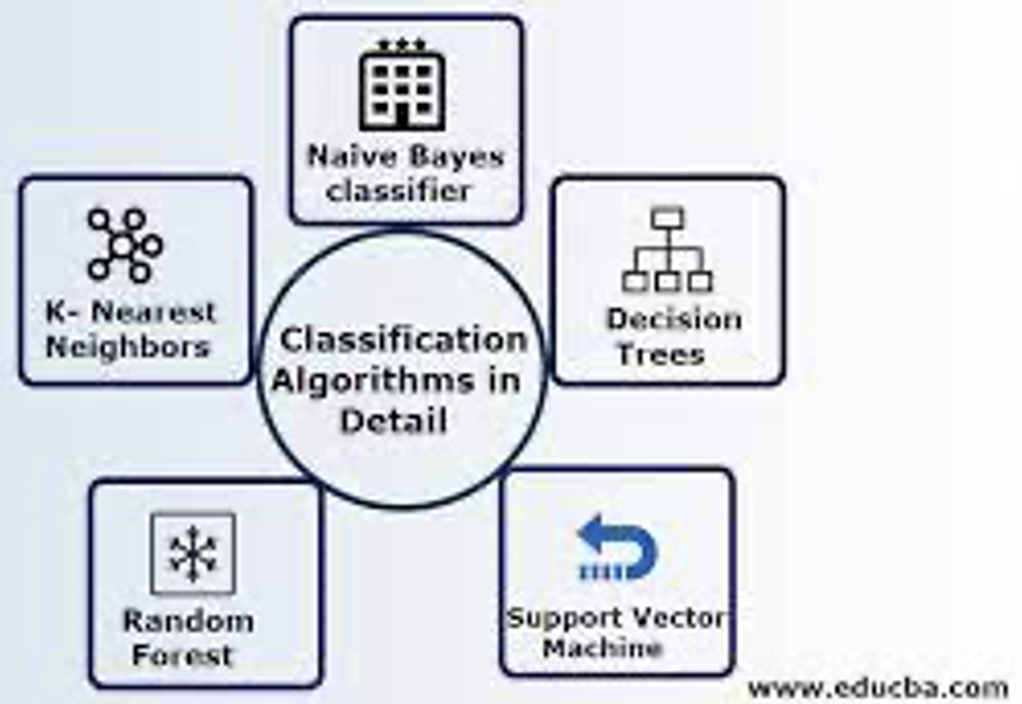 Naive Bayes
classifier
K- Nearest
Neighbors
Decision
Trees
Classification
Algorithms in
Detail
Random
Forest
Support Vector
Machine
www.educba.com